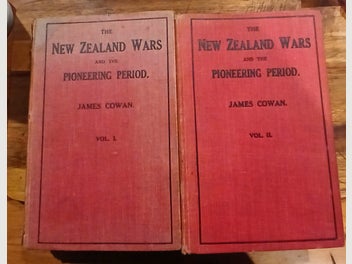 THE
NEW ZEALAND WARS
AND THE
PIONEERING PERIOD.
JAMES COWAN.
VOL. I.
THE
NEW ZEALAND WARS
AND THE
PIONEERING PERIOD.
JAMES COWAN.
VOL. II.